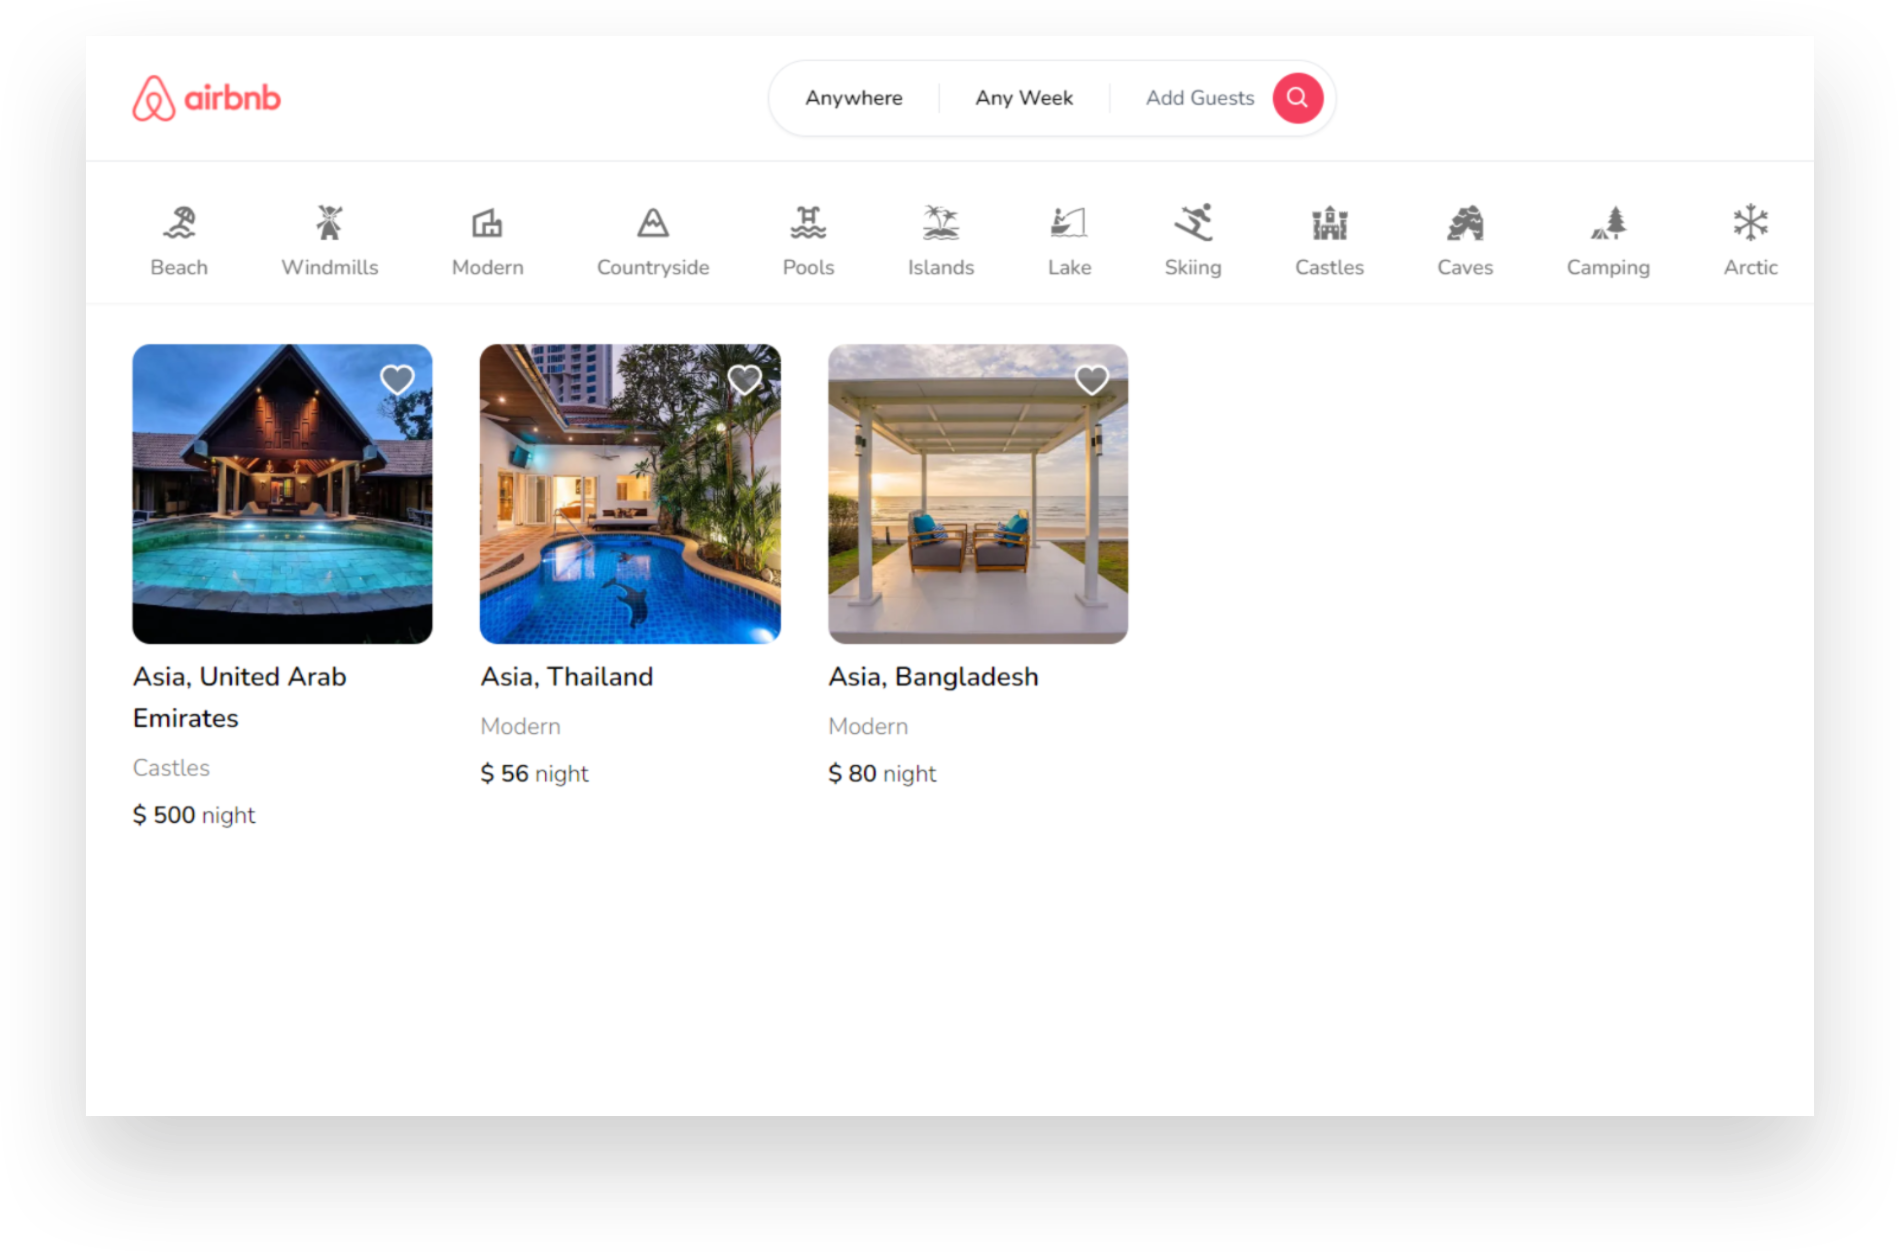 airbnb
Anywhere
Any Week
Add Guests
Beach
Windmills
Modern
Countryside
Pools
Islands
Lake
Skiing
Castles
Caves
Camping
Arctic
Asia, United Arab
Emirates
Castles
$ 500 night
Asia, Thailand
Modern
$ 56 night
Asia, Bangladesh
Modern
$ 80 night